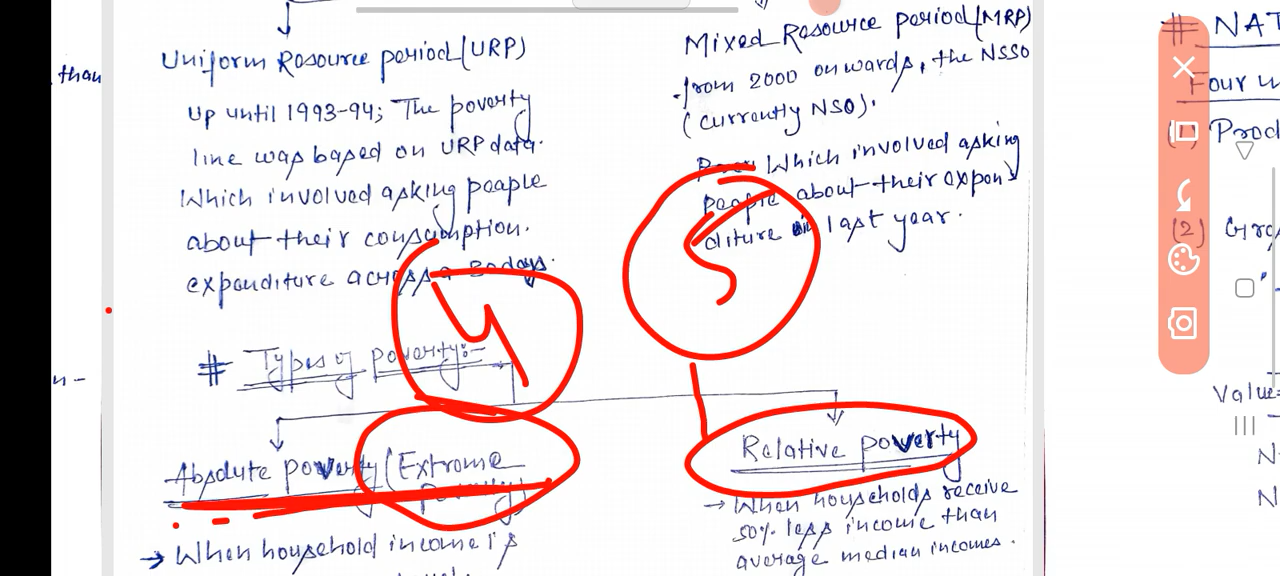 Uniform Resource period (URP)
Up until 1993-94; The poverty
line was based on URP data.
Which involved asking people
about their consumption.
expenditure across a 30 days.
Mixed Resource period (MRP)
from 2000 onwards, the NSSO
(currently NSO).
Which involved asking
people about their expen
diture in last year.
4
5
# Types of poverty:-
Absolute poverty (Extreme
poverty)
→ When household income is
Relative poverty
→ When households receive
50% less income than
average median incomes.
than
# NAT
Four
(1) Prod
(2) Gro
Value=
N
N